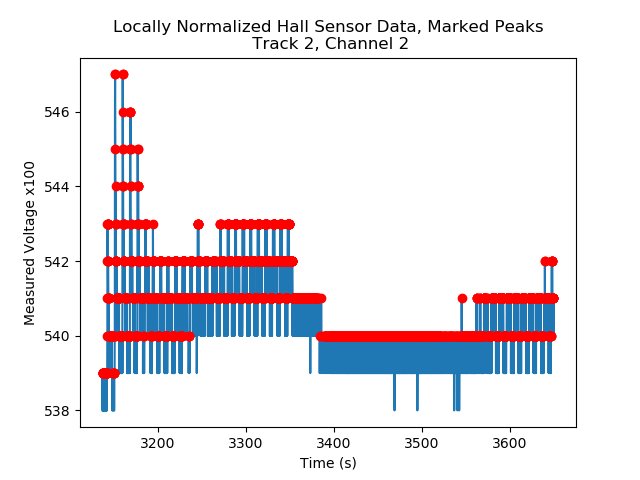 Locally Normalized Hall Sensor Data, Marked Peaks
Track 2, Channel 2
546
544
542
540
538
Measured Voltage x100
3200 3300 3400 3500 3600
Time (s)